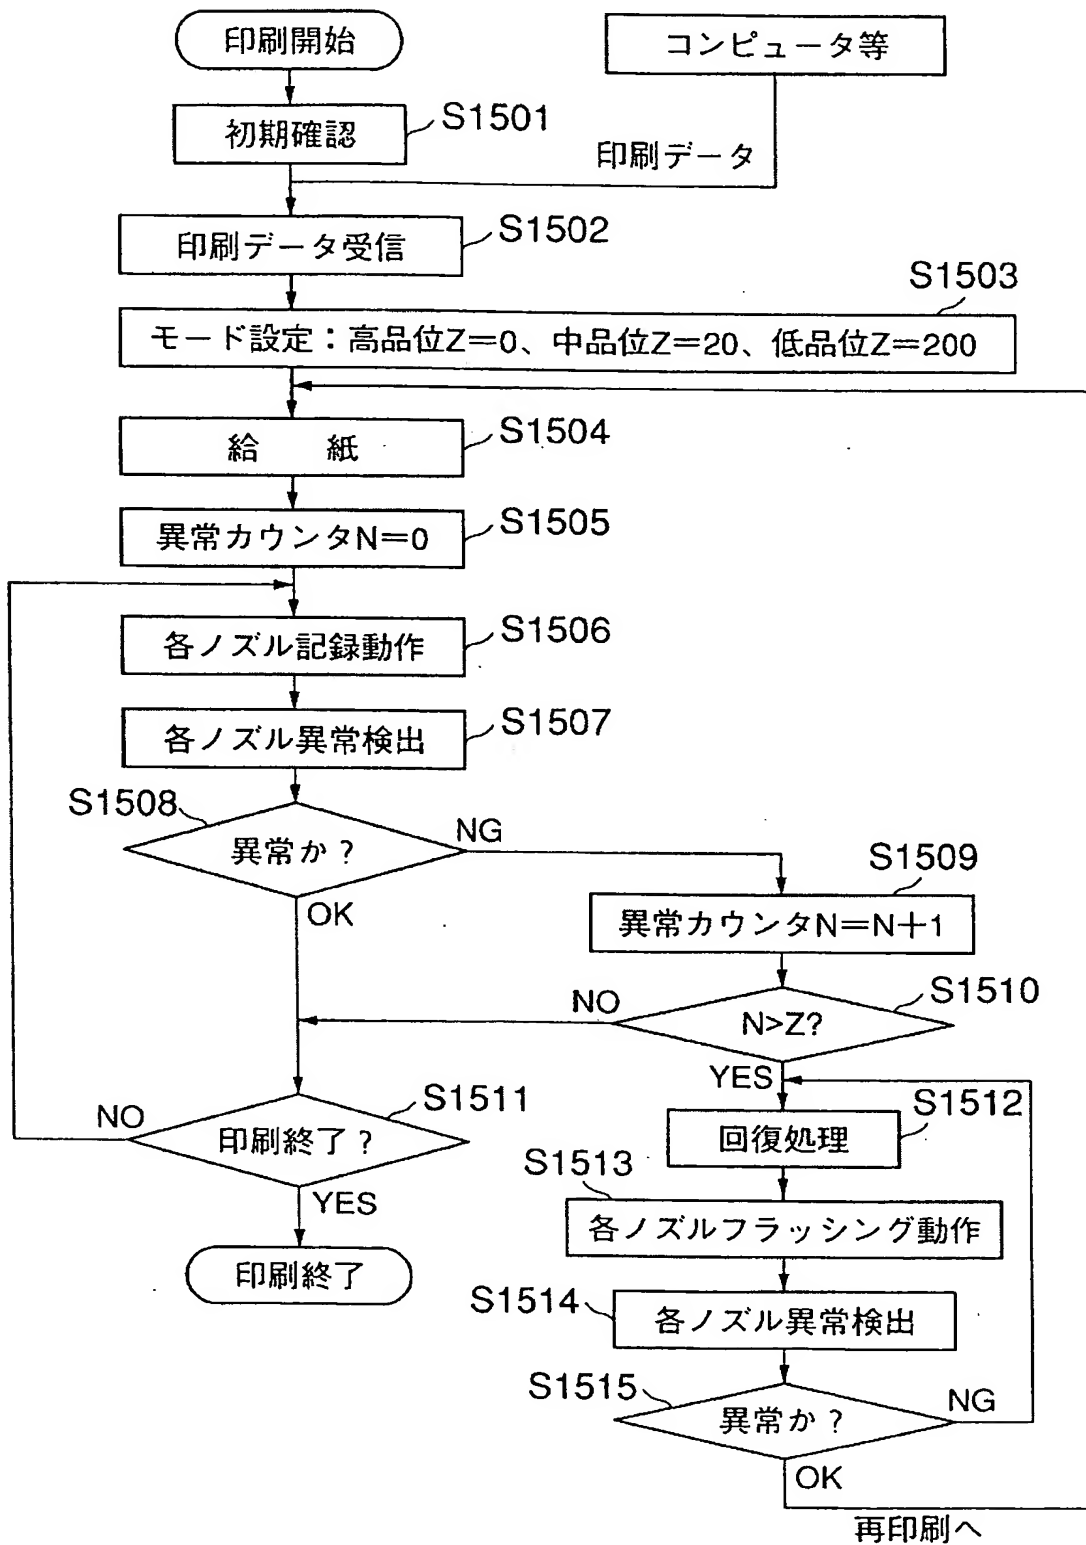 印刷開始
コンピュータ等
初期確認
S1501
印刷データ
印刷データ受信
S1502
S1503
モード設定：高品位Z＝0、中品位Z＝20、低品位Z＝200
給　　紙
S1504
異常カウンタN＝0
S1505
各ノズル記録動作
S1506
各ノズル異常検出
S1507
S1508
異常か？
NG
OK
S1509
異常カウンタN＝N＋1
S1510
N>Z?
NO
YES
S1511
印刷終了？
NO
YES
印刷終了
S1512
回復処理
S1513
各ノズルフラッシング動作
S1514
各ノズル異常検出
S1515
異常か？
NG
OK
再印刷へ